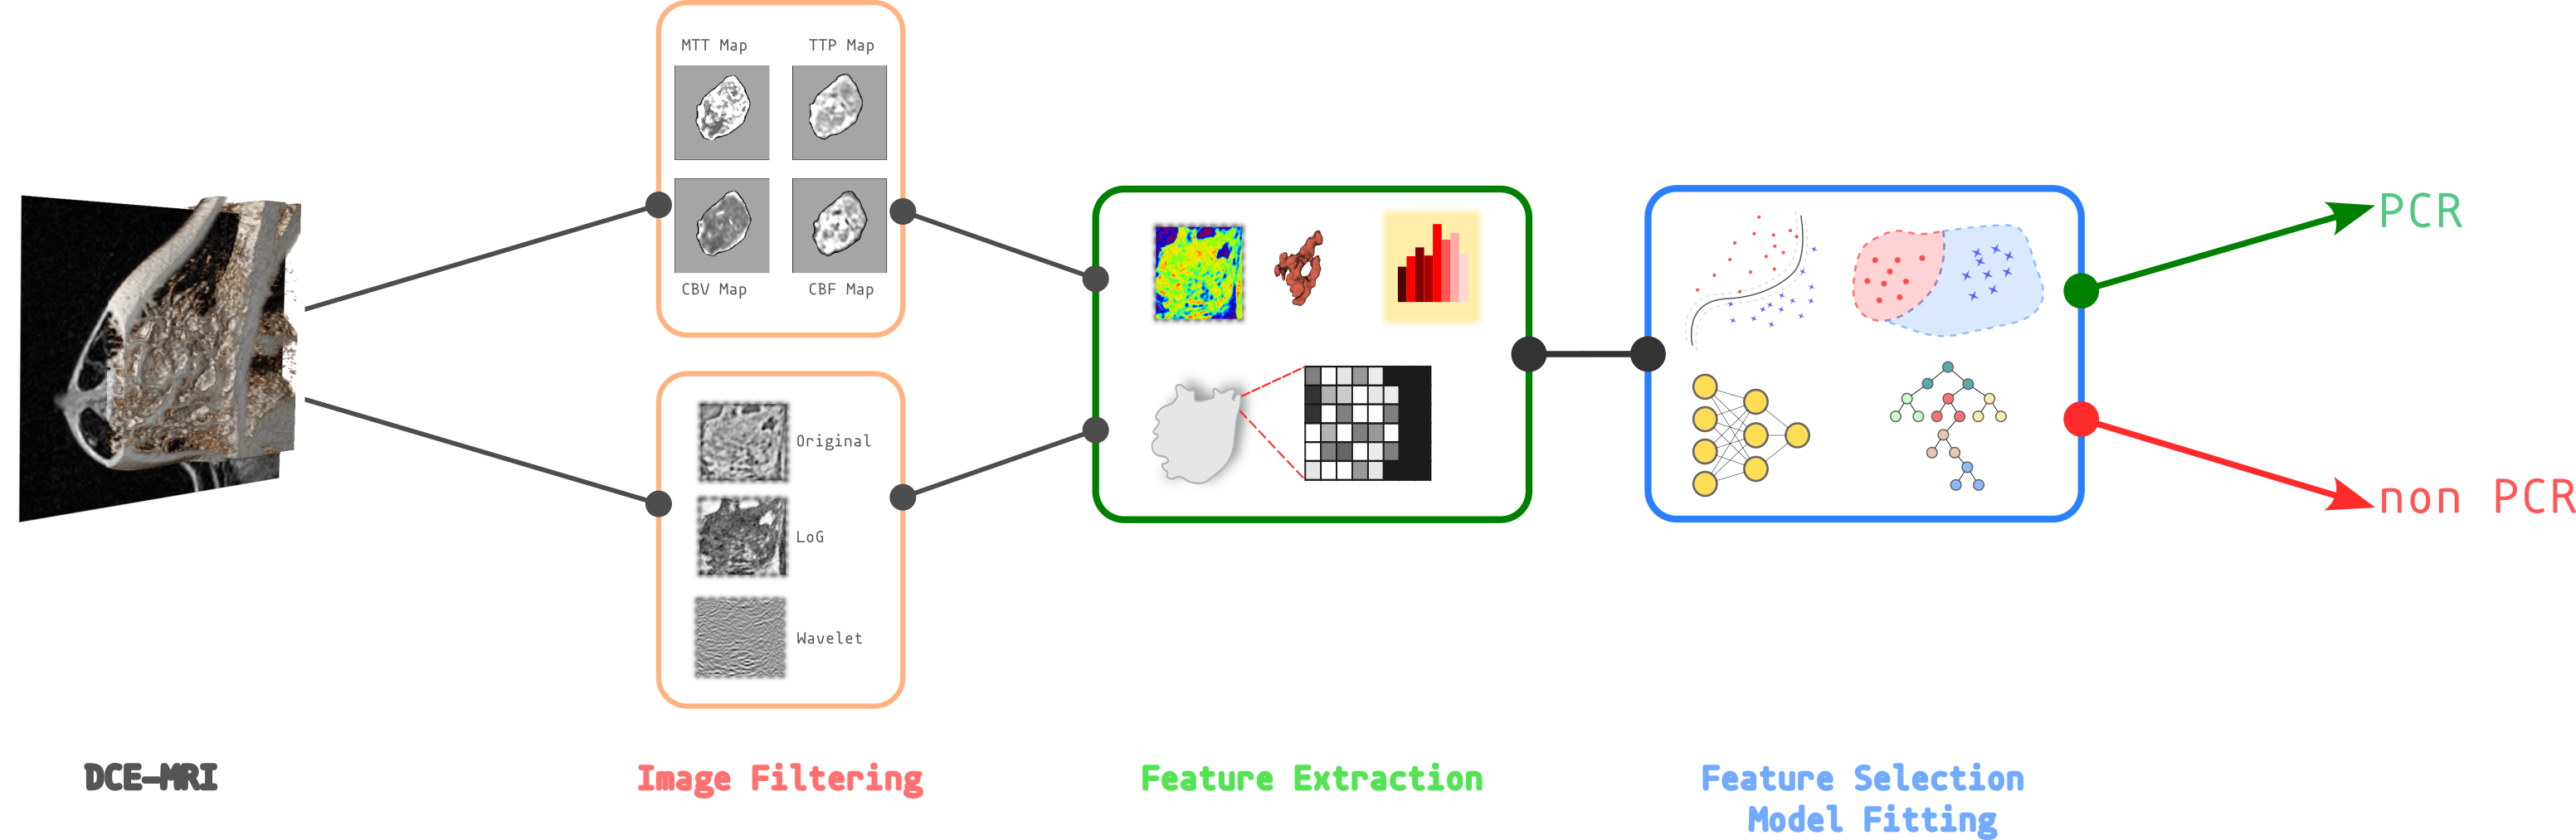 MTT Map
TTP Map
CBV Map
CBF Map
Original
LoG
Wavelet
PCR
non PCR
DCE-MRI
Image Filtering
Feature Extraction
Feature Selection
Model Fitting